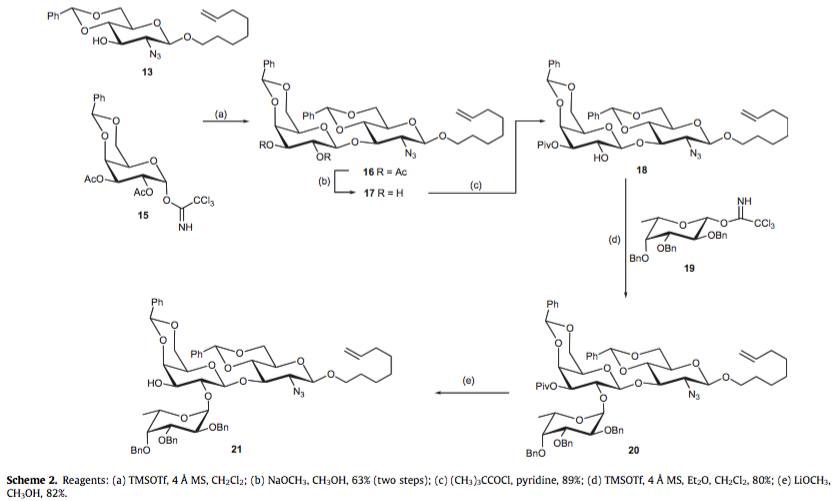 Ph
O
O
O
HO
N3
O
13
Ph
O
O
O
AcO
AcO
O
CCl3
NH
15
(a)
Ph
O
O
Ph
O
O
O
O
RO
OR
O
N3
O
16 R = Ac
(b)
17 R = H
(c)
Ph
O
O
Ph
O
O
O
O
PivO
HO
O
N3
O
18
(d)
NH
O
O
CCl3
OBn
OBn
BnO
19
Ph
O
O
Ph
O
O
O
O
PivO
O
O
N3
O
O
OBn
OBn
BnO
20
(e)
Ph
O
O
Ph
O
O
O
O
HO
O
O
N3
O
O
OBn
OBn
BnO
21
Scheme 2. Reagents: (a) TMSOTf, 4 Å MS, CH2Cl2; (b) NaOCH3, CH3OH, 63% (two steps); (c) (CH3)3CCOCl, pyridine, 89%; (d) TMSOTf, 4 Å MS, Et2O, CH2Cl2, 80%; (e) LiOCH3,
CH3OH, 82%.